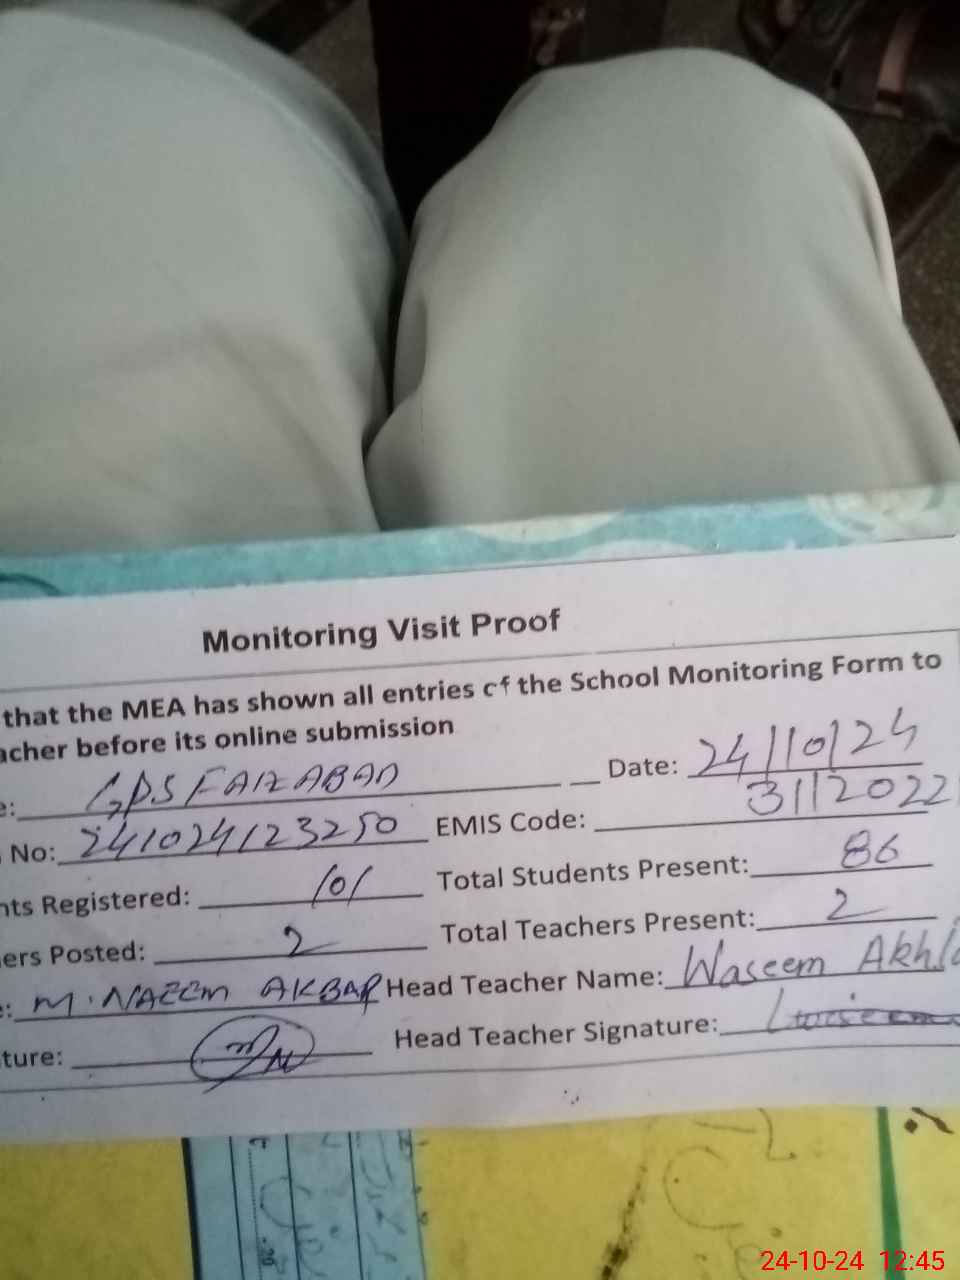 Monitoring Visit Proof
that the MEA has shown all entries of the School Monitoring Form to
acher before its online submission
e: GPS FAIZABAD Date: 24/10/24
No: 241024123250 EMIS Code: 3112022
nts Registered: 101 Total Students Present: 86
ers Posted: 2 Total Teachers Present: 2
e: M. NAEEM AKBAR Head Teacher Name: Waseem Akhla
ture: Head Teacher Signature:
24-10-24 12:45